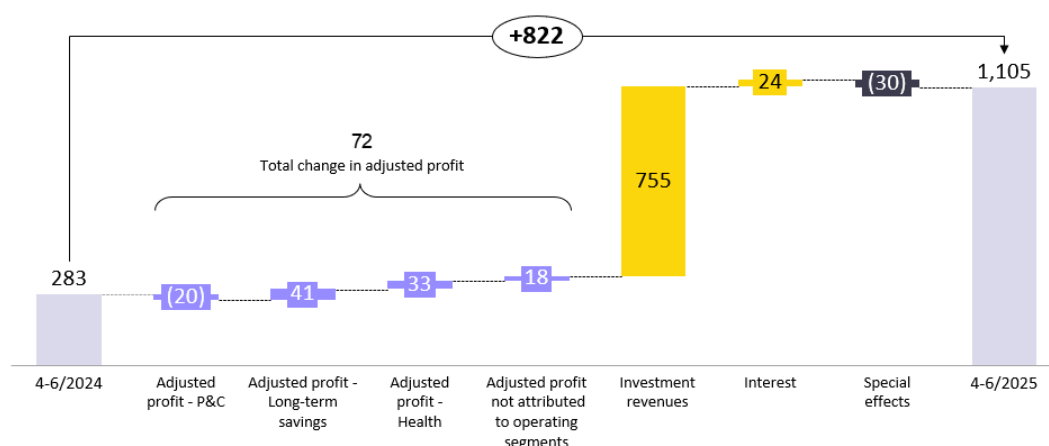 +822
1,105
24
(30)
72
Total change in adjusted profit
755
283
(20)
41
33
18
4-6/2024
Adjusted
profit - P&C
Adjusted profit -
Long-term
savings
Adjusted
profit -
Health
Adjusted profit
not attributed
to operating
segments
Investment
revenues
Interest
Special
effects
4-6/2025